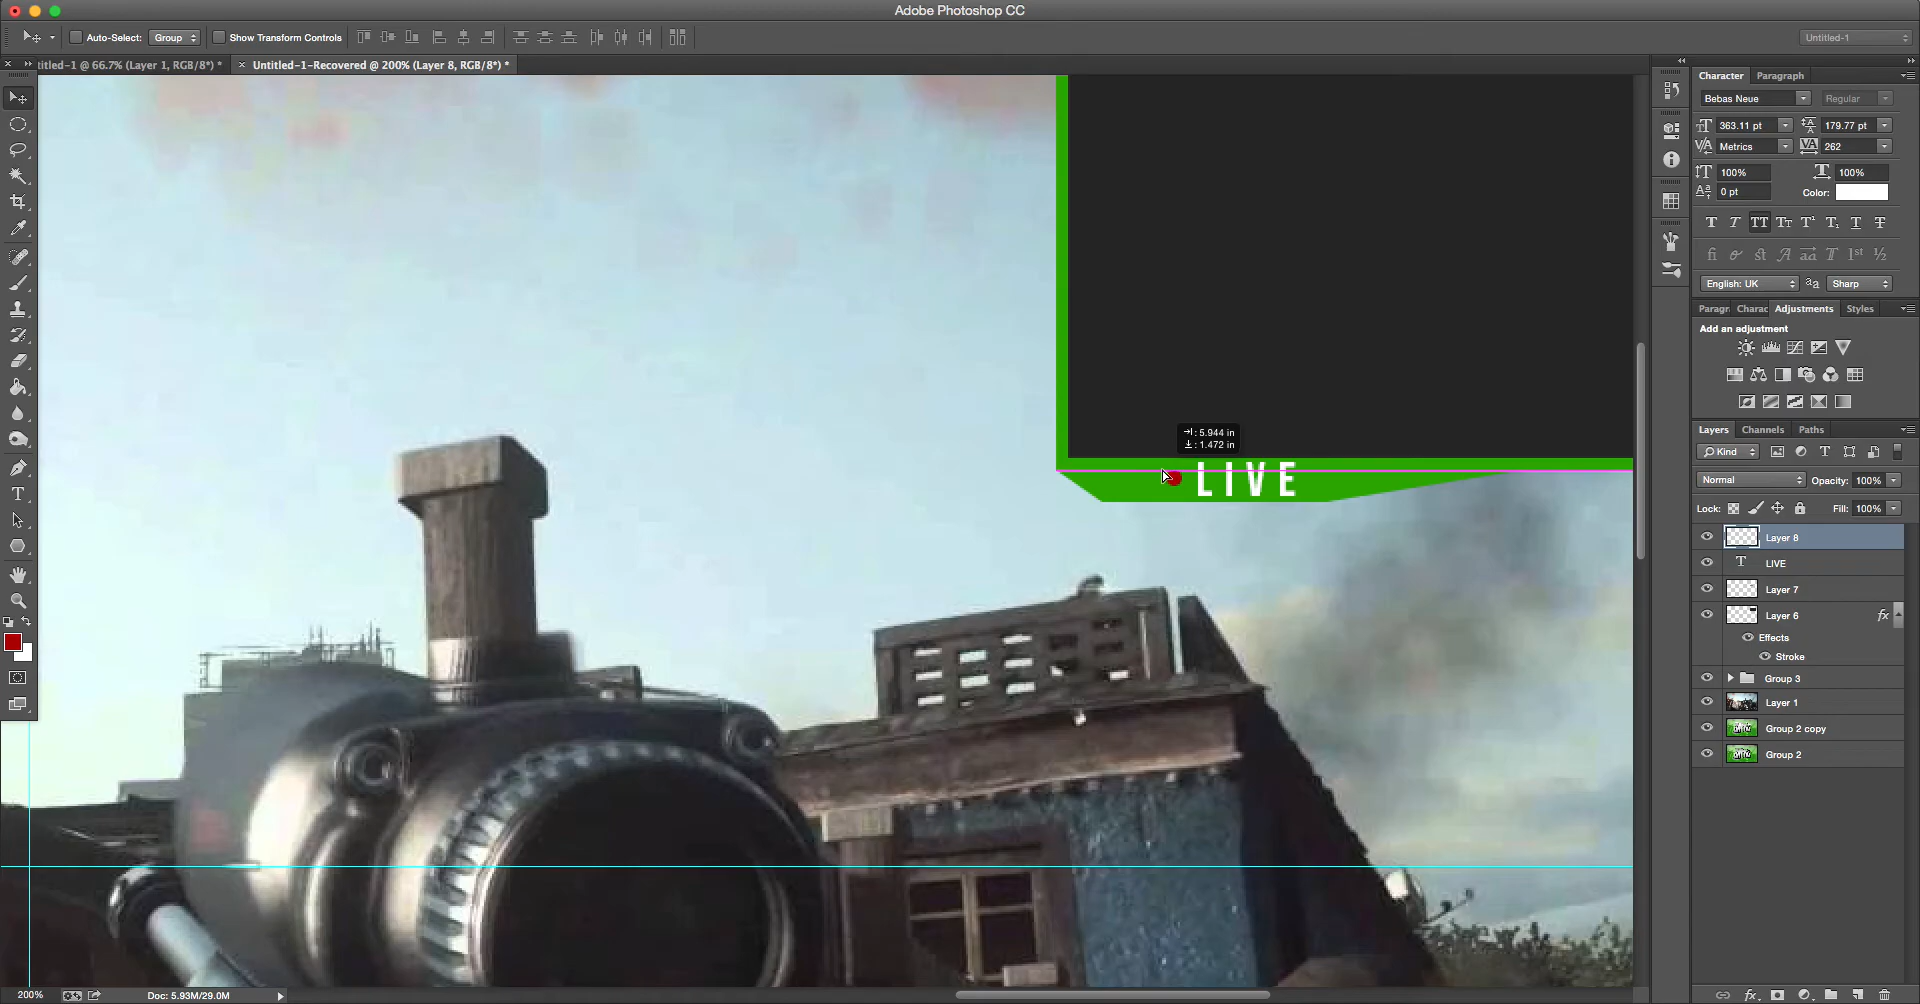 Adobe Photoshop CC
Auto-Select: Group Show Transform Controls Untitled-1
titled-1 @ 66.7% (Layer 1, RGB/8*) * × Untitled-1-Recovered @ 200% (Layer 8, RGB/8*) *
Character Paragraph
Bebas Neue Regular
363.11 pt 179.77 pt
Metrics 262
100% 100%
0 pt Color:
English: UK Sharp
Paragr Charac Adjustments Styles
Add an adjustment
Layers Channels Paths
Kind
Normal Opacity: 100%
Lock: Fill: 100%
Layer 8
LIVE
Layer 7
Layer 6 fx
Effects
Stroke
Group 3
Layer 1
Group 2 copy
Group 2
: 5.944 in
: 1.472 in
LIVE
200% Doc: 5.93M/29.0M